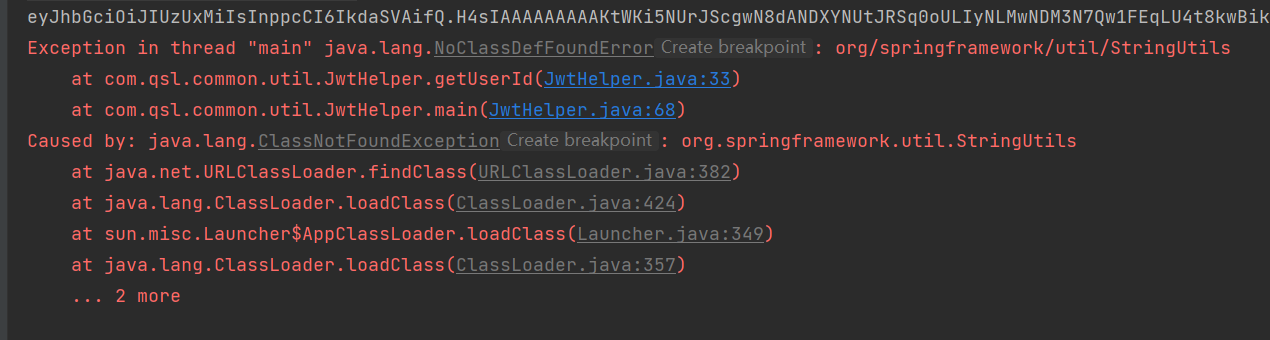 eyJhbGciOiJIUzUxMiIsInppcCI6IkdaSVAifQ.H4sIAAAAAAAAAKtWKi5NUrJScgwN8dANDXYNUtJRSq0oULIyNLMwNDM3N7Qw1FEqLU4t8kwBik
Exception in thread "main" java.lang.NoClassDefFoundError Create breakpoint : org/springframework/util/StringUtils
    at com.qsl.common.util.JwtHelper.getUserId(JwtHelper.java:33)
    at com.qsl.common.util.JwtHelper.main(JwtHelper.java:68)
Caused by: java.lang.ClassNotFoundException Create breakpoint : org.springframework.util.StringUtils
    at java.net.URLClassLoader.findClass(URLClassLoader.java:382)
    at java.lang.ClassLoader.loadClass(ClassLoader.java:424)
    at sun.misc.Launcher$AppClassLoader.loadClass(Launcher.java:349)
    at java.lang.ClassLoader.loadClass(ClassLoader.java:357)
    ... 2 more